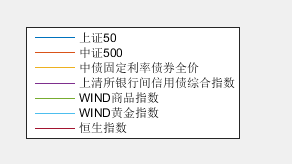 上证50
中证500
中债固定利率债券全价
上清所银行间信用债综合指数
WIND商品指数
WIND黄金指数
恒生指数